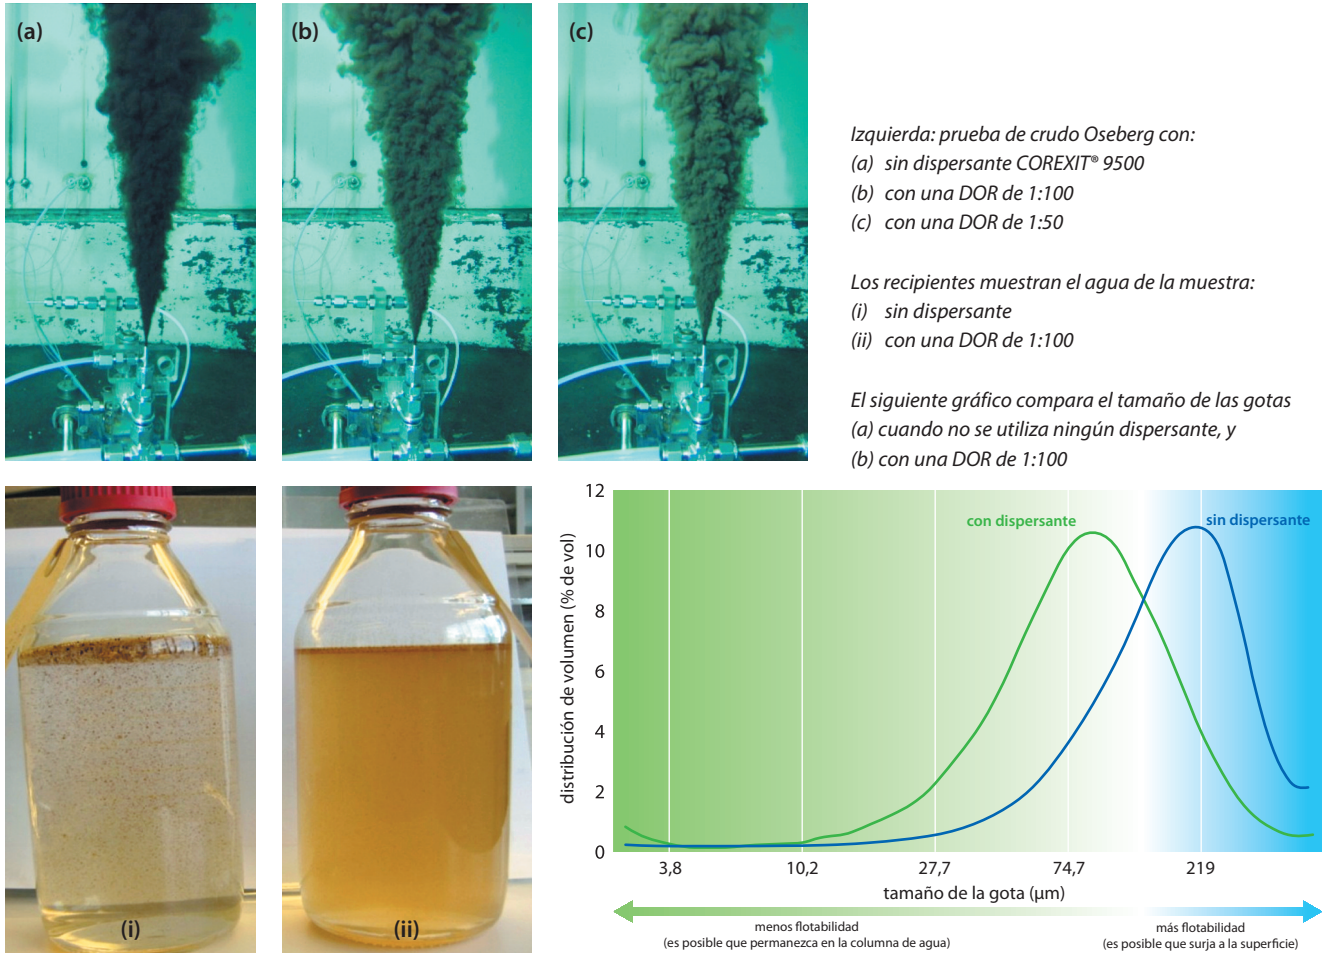 (a)
(b)
(c)
Izquierda: prueba de crudo Oseberg con:
(a) sin dispersante COREXIT® 9500
(b) con una DOR de 1:100
(c) con una DOR de 1:50
Los recipientes muestran el agua de la muestra:
(i) sin dispersante
(ii) con una DOR de 1:100
El siguiente gráfico compara el tamaño de las gotas
(a) cuando no se utiliza ningún dispersante, y
(b) con una DOR de 1:100
(i)
(ii)
distribución de volumen (% de vol)
12
10
8
6
4
2
0
con dispersante
sin dispersante
3,8
10,2
27,7
74,7
219
tamaño de la gota (µm)
menos flotabilidad
(es posible que permanezca en la columna de agua)
más flotabilidad
(es posible que surja a la superficie)